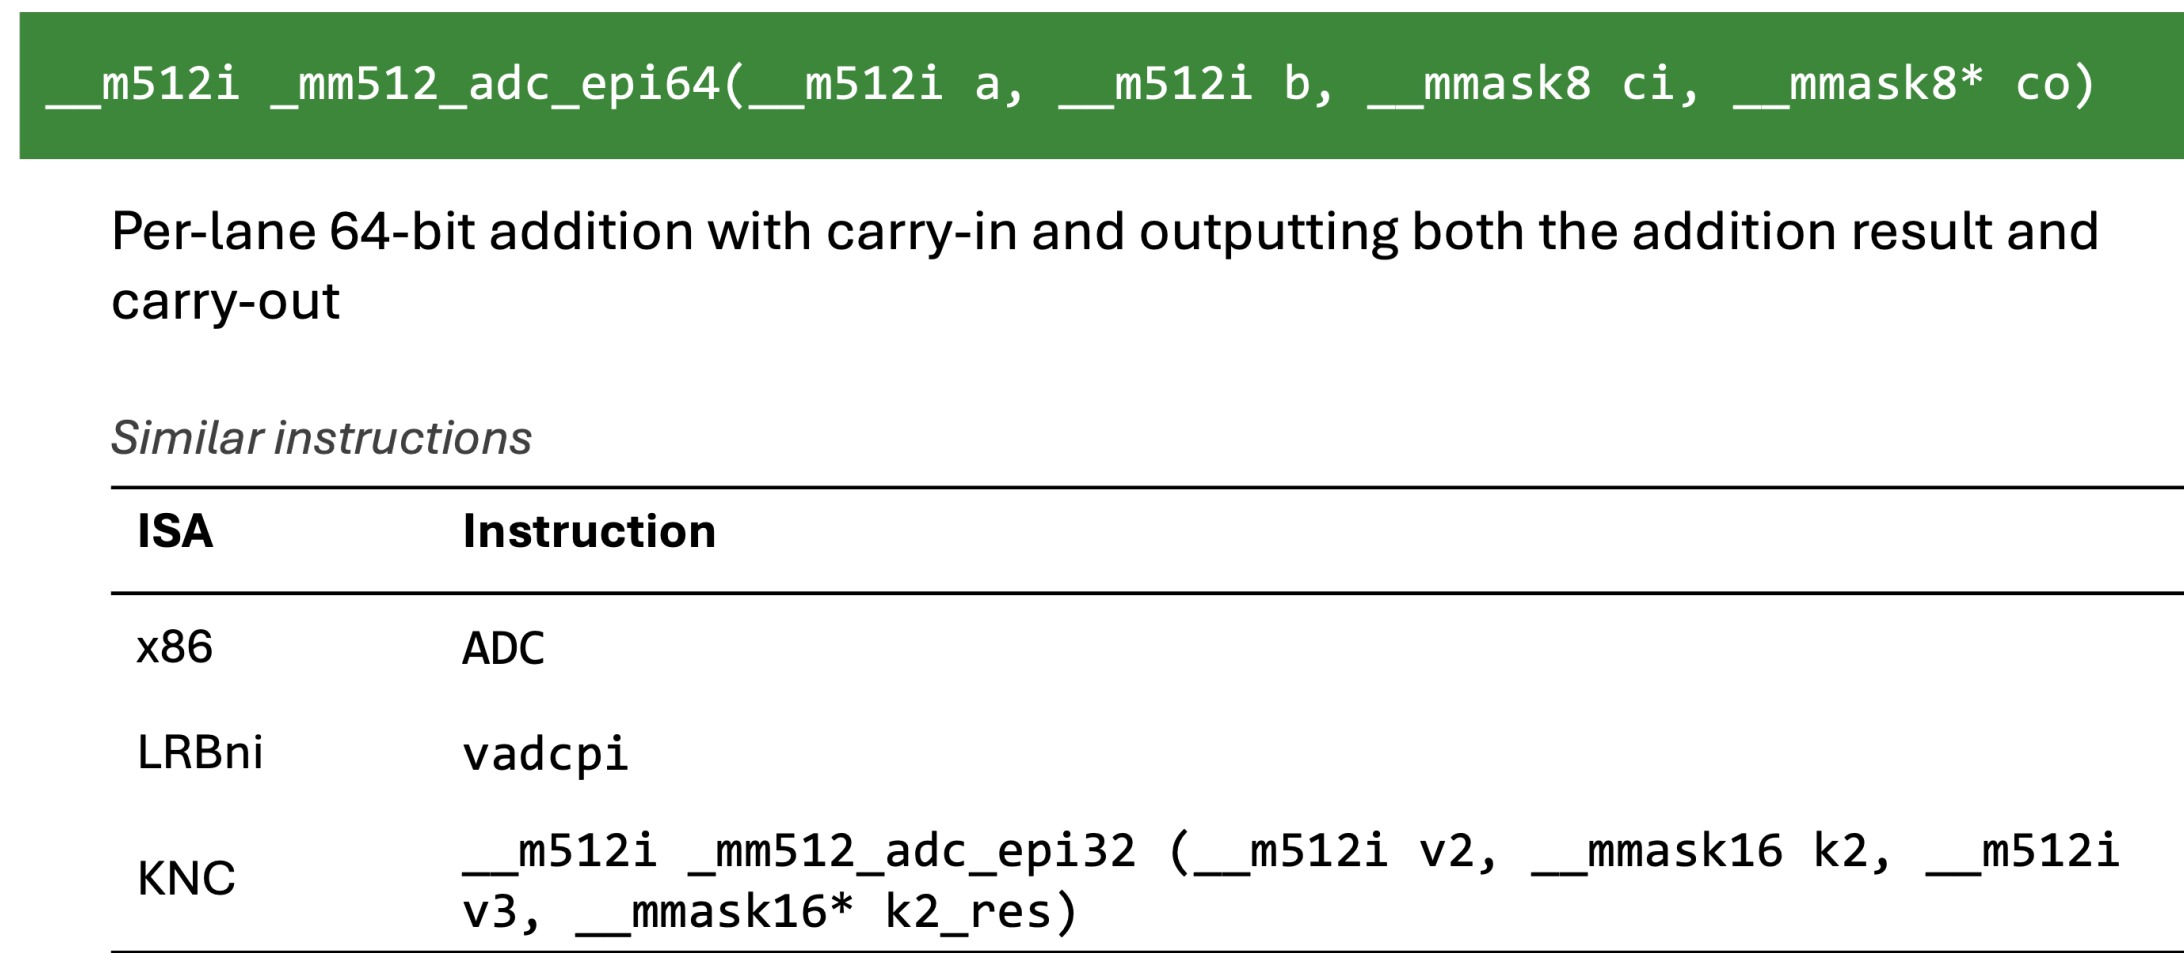 __m512i _mm512_adc_epi64(__m512i a, __m512i b, __mmask8 ci, __mmask8* co)
Per-lane 64-bit addition with carry-in and outputting both the addition result and
carry-out
Similar instructions
ISA Instruction
x86 ADC
LRBni vadcpi
KNC __m512i _mm512_adc_epi32 (__m512i v2, __mmask16 k2, __m512i
v3, __mmask16* k2_res)